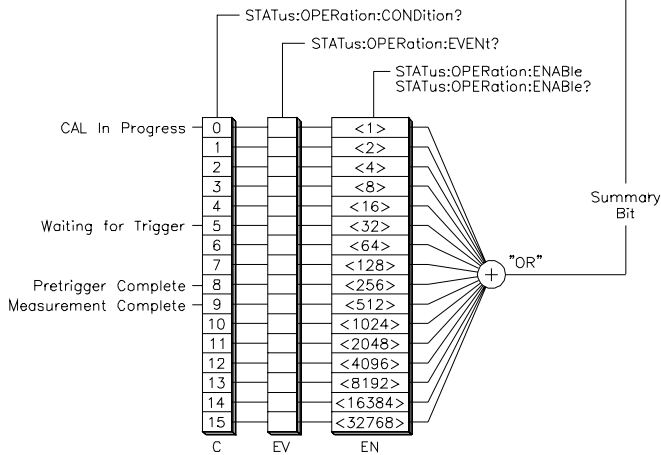 STATus:OPERation:CONDition?
STATus:OPERation:EVENt?
STATus:OPERation:ENABle
STATus:OPERation:ENABle?
CAL In Progress 0 <1>
1 <2>
2 <4>
3 <8>
4 <16>
Waiting for Trigger 5 <32>
6 <64>
7 <128>
Pretrigger Complete 8 <256>
Measurement Complete 9 <512>
10 <1024>
11 <2048>
12 <4096>
13 <8192>
14 <16384>
15 <32768>
C EV EN
+ "OR"
Summary
Bit